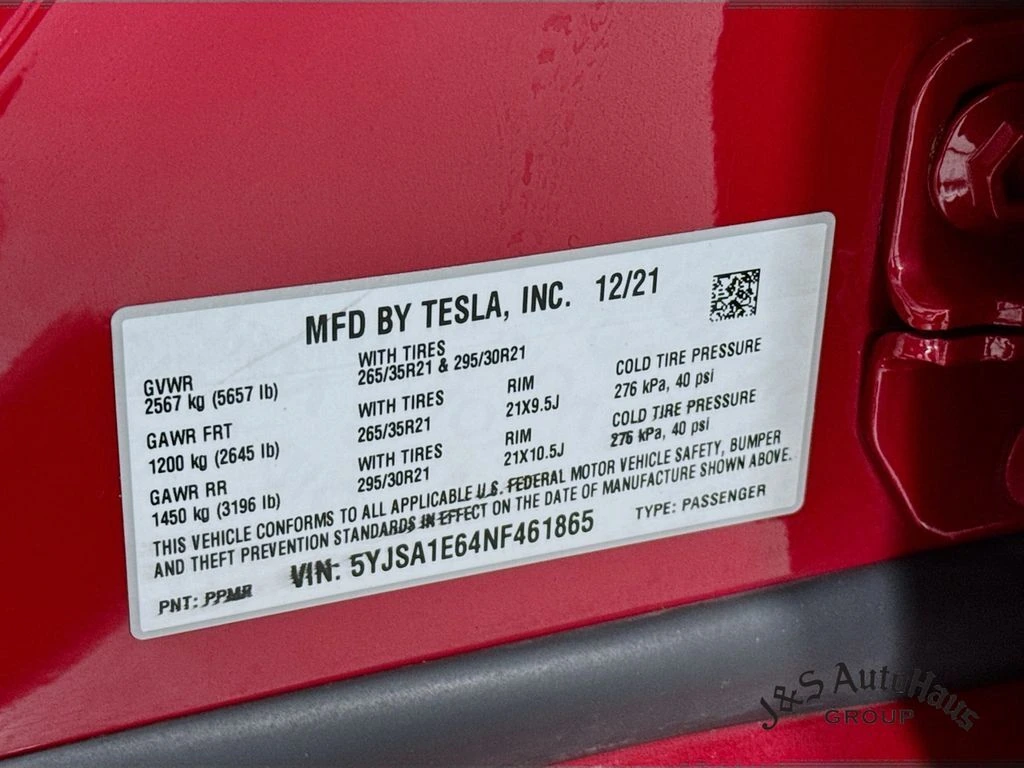 MFD BY TESLA, INC. 12/21
GVWR
2567 kg (5657 lb)
WITH TIRES
265/35R21 & 295/30R21
GAWR FRT
1200 kg (2645 lb)
WITH TIRES
265/35R21
RIM
21X9.5J
COLD TIRE PRESSURE
276 kPa, 40 psi
GAWR RR
1450 kg (3196 lb)
WITH TIRES
295/30R21
RIM
21X10.5J
COLD TIRE PRESSURE
276 kPa, 40 psi
THIS VEHICLE CONFORMS TO ALL APPLICABLE U.S. FEDERAL MOTOR VEHICLE SAFETY, BUMPER
AND THEFT PREVENTION STANDARDS IN EFFECT ON THE DATE OF MANUFACTURE SHOWN ABOVE.
PNT: PPMR VIN: 5YJSA1E64NF461865 TYPE: PASSENGER
J&S AutoHaus
GROUP